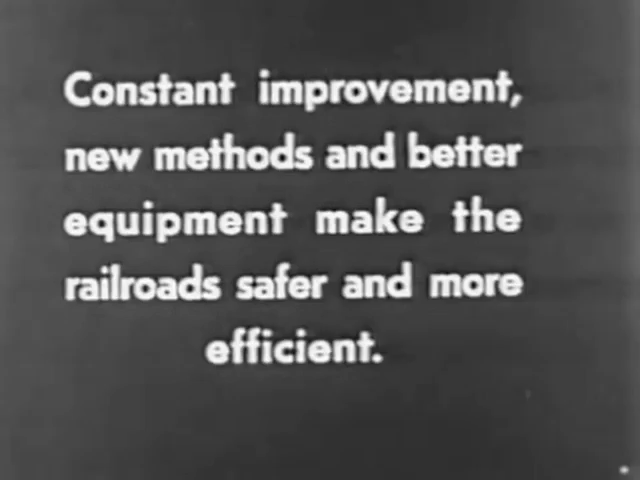 Constant improvement,
new methods and better
equipment make the
railroads safer and more
efficient.